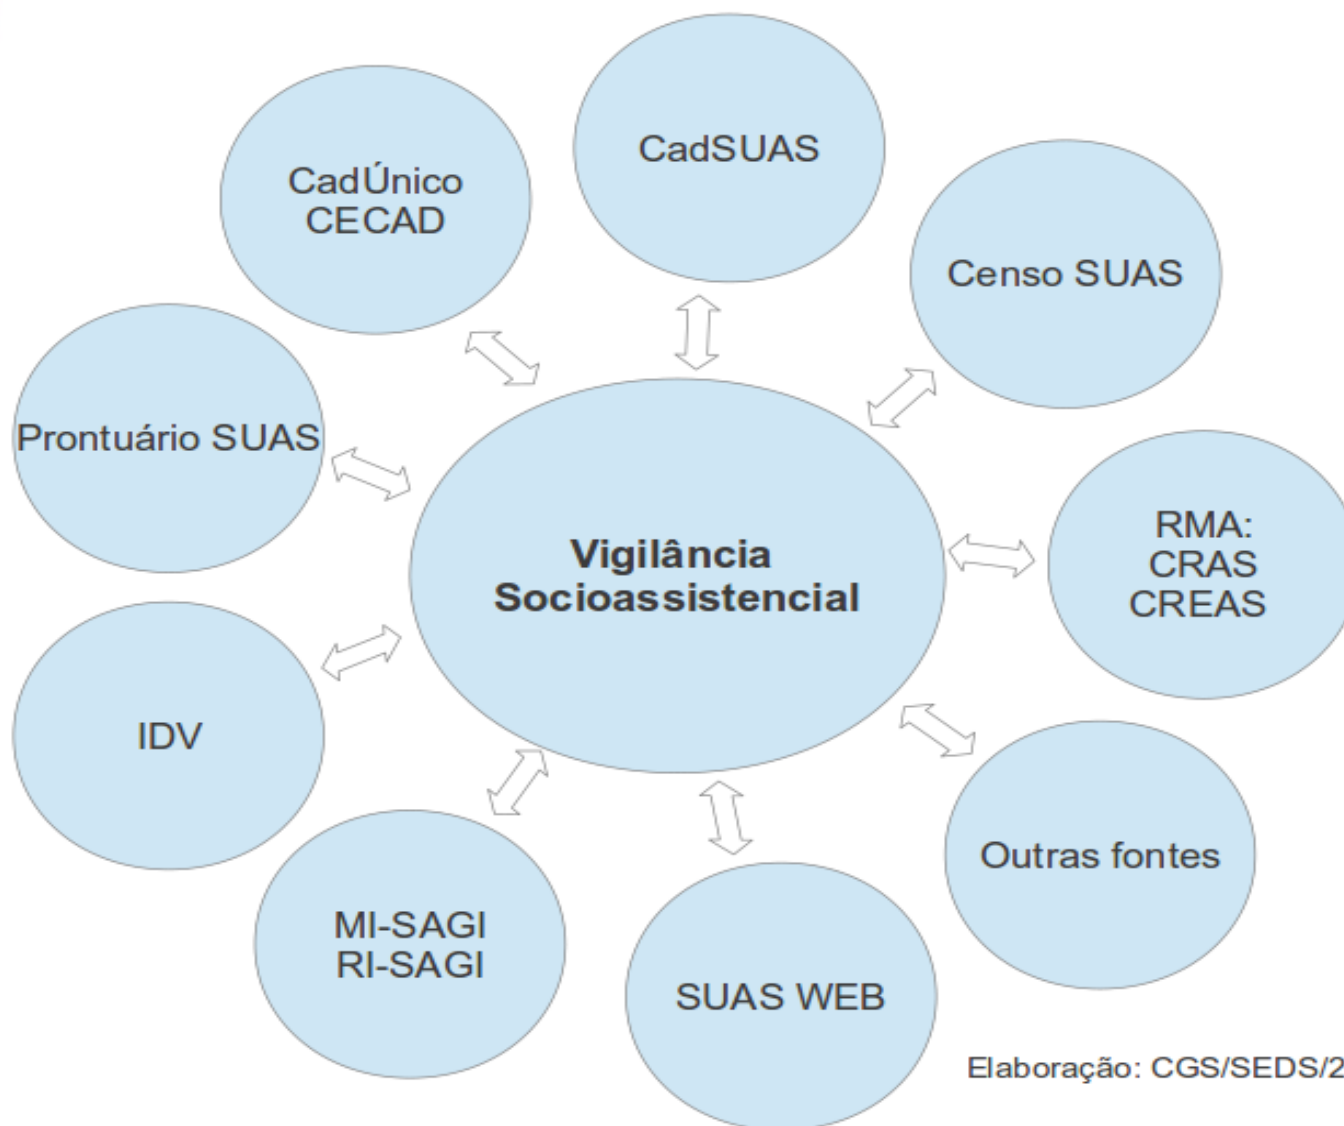 CadSUAS
CadÚnico
CECAD
Censo SUAS
Prontuário SUAS
RMA:
CRAS
CREAS
Vigilância
Socioassistencial
IDV
Outras fontes
MI-SAGI
RI-SAGI
SUAS WEB
Elaboração: CGS/SEDS/2